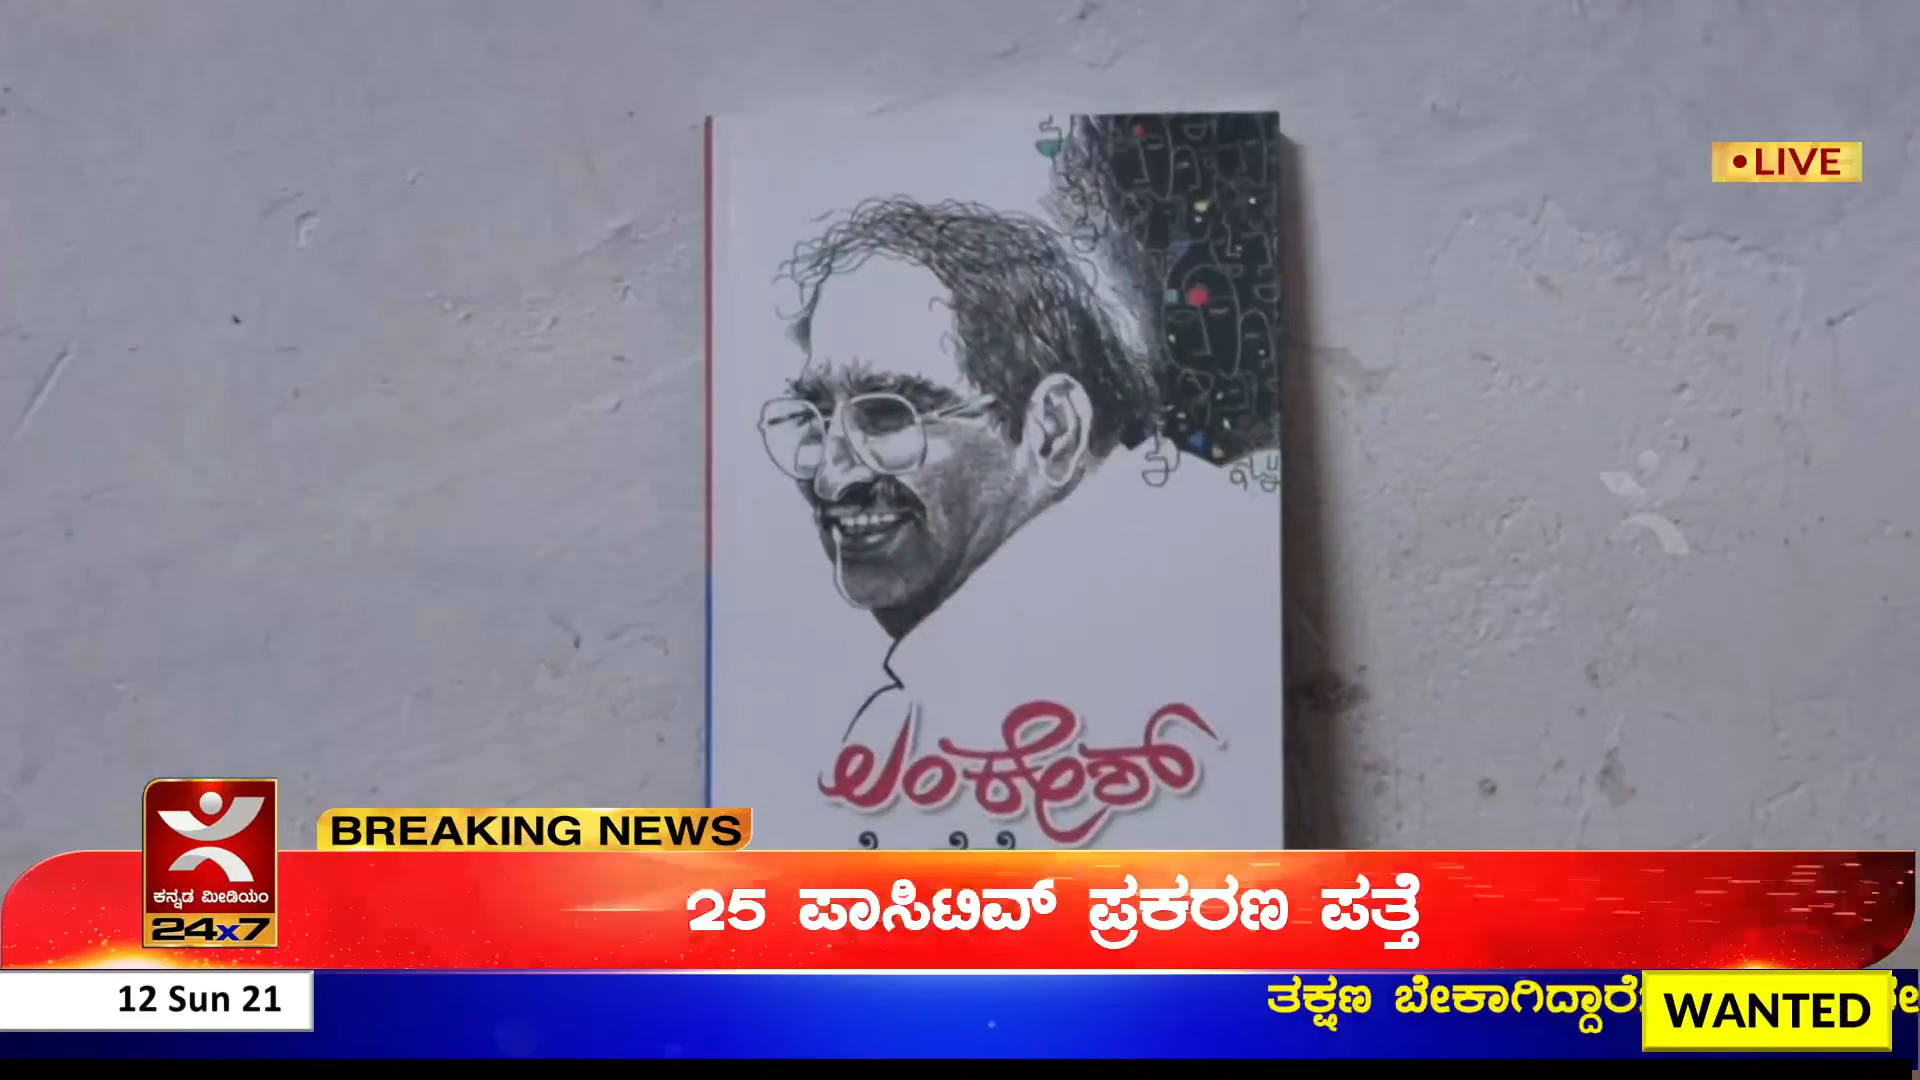 • LIVE
ಲಂಕೇಶ್
BREAKING NEWS
ಕನ್ನಡ ಮೀಡಿಯಂ
24x7
25 ಪಾಸಿಟಿವ್ ಪ್ರಕರಣ ಪತ್ತೆ
12 Sun 21
ತಕ್ಷಣ ಬೇಕಾಗಿದ್ದಾರೆ
WANTED